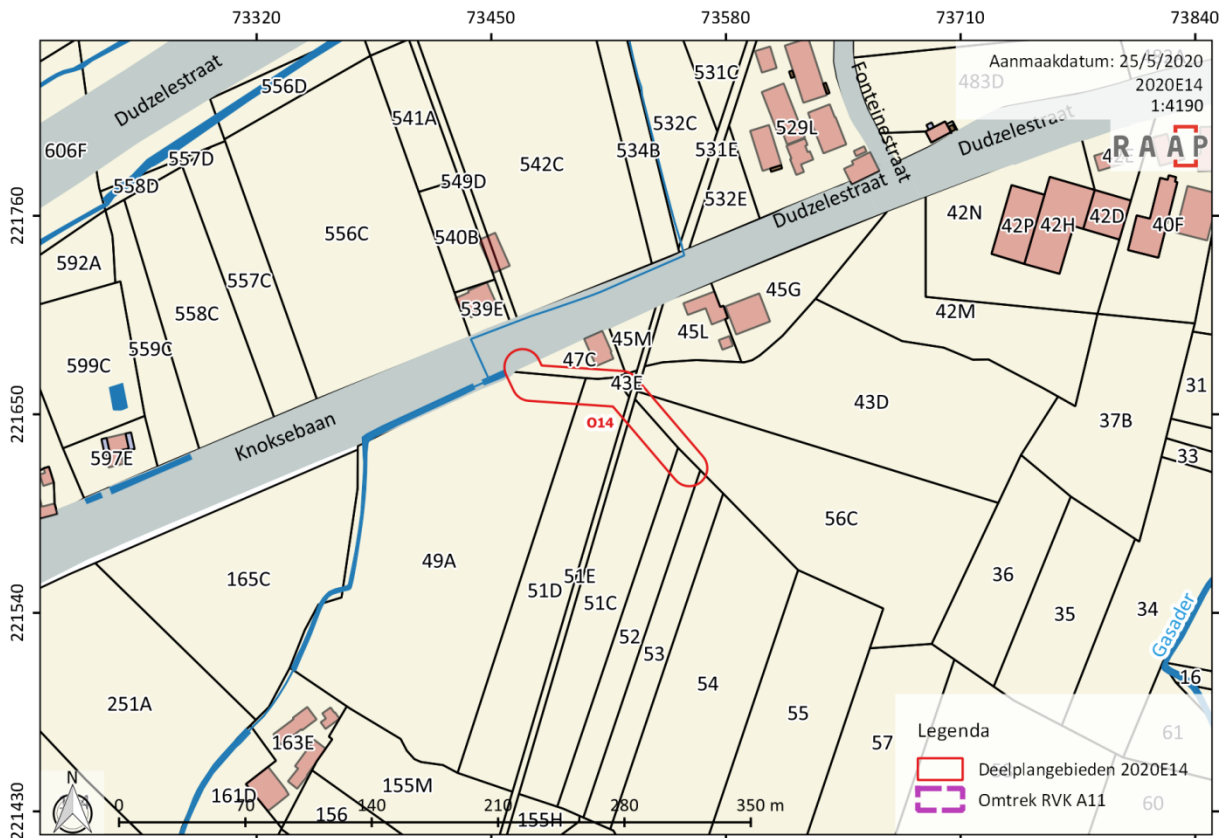 73320 73450 73580 73710 73840
Aanmaakdatum: 25/5/2020
2020E14
1:4190
RAAP
221760
221650
221540
221430
Dudzelestraat
556D
606F
557D
558D
541A
549D
540B
542C
534B
532C
531C
531E
532E
529L
Fonteinestraat
483D
Dudzelestraat
Dudzelestraat
42N
42P
42H
42D
40F
42M
592A
556C
557C
558C
559C
599C
597E
539E
45G
45L
45M
47C
43E
43D
37B
31
33
O14
Knoksebaan
165C
49A
51D
51E
51C
52
53
54
55
56C
57
36
35
34
Gasader
16
61
60
251A
163E
161D
155M
156
155H
N
0 70 140 210 280 350 m
Legenda
Deelplangebieden 2020E14
Omtrek RVK A11